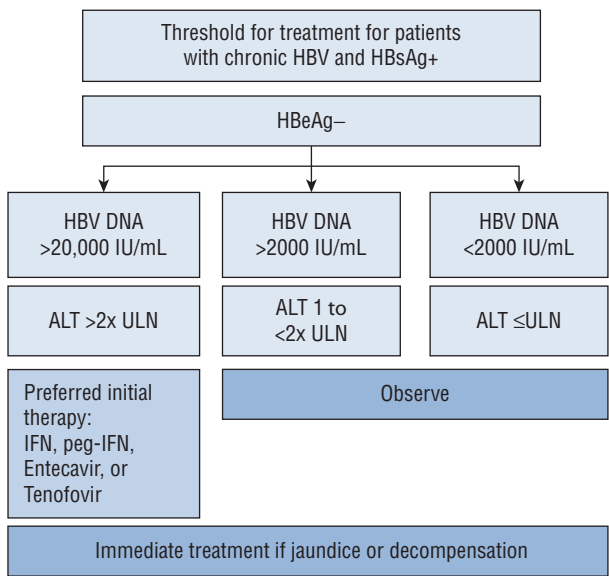 Threshold for treatment for patients
with chronic HBV and HBsAg+
HBeAg–
HBV DNA
>20,000 IU/mL
HBV DNA
>2000 IU/mL
HBV DNA
<2000 IU/mL
ALT >2x ULN
ALT 1 to
<2x ULN
ALT ≤ULN
Preferred initial
therapy:
IFN, peg-IFN,
Entecavir, or
Tenofovir
Observe
Immediate treatment if jaundice or decompensation